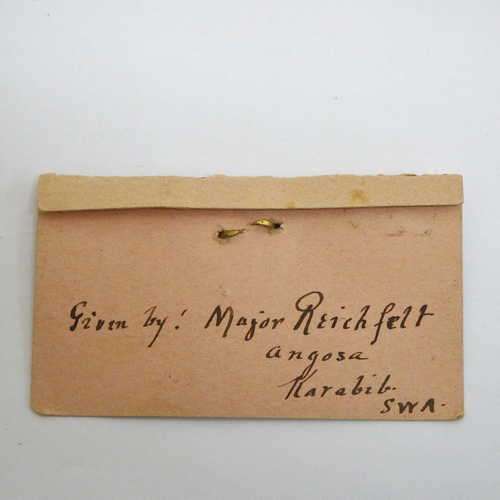 Given by: Major Reichfelt
Angosa
Karabib.
SWA.